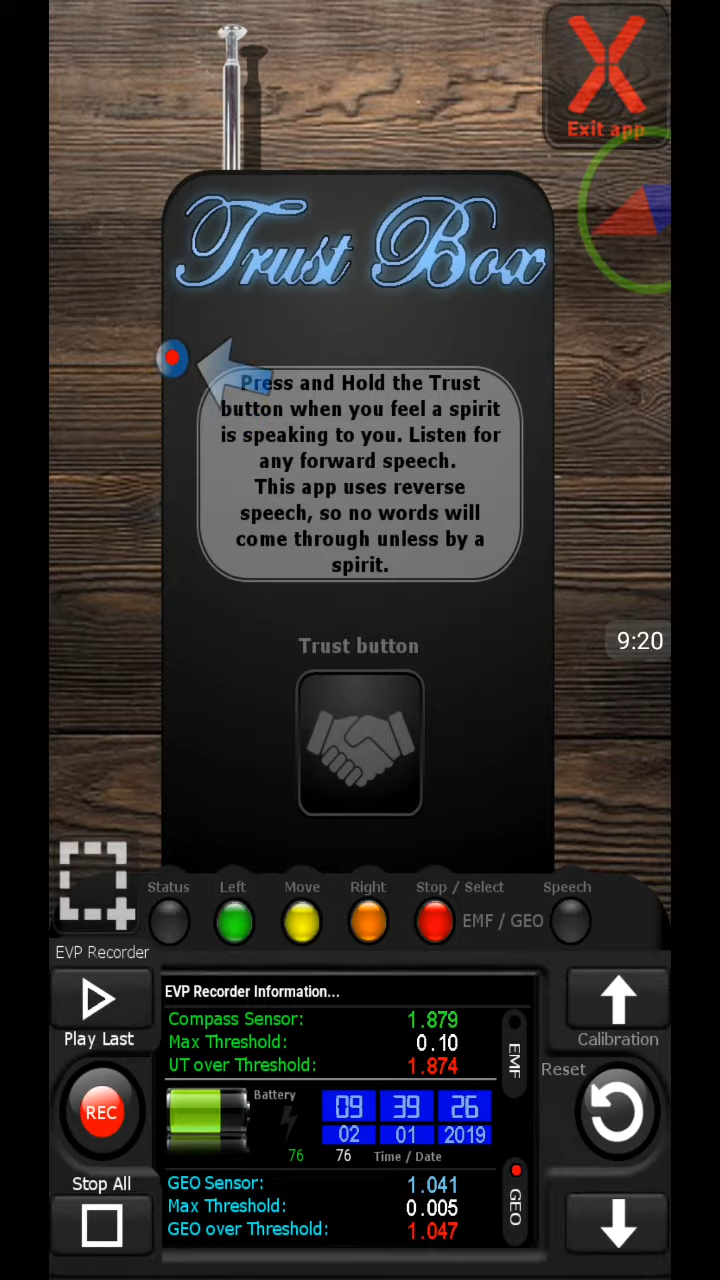 Exit app
Trust Box
Press and Hold the Trust
button when you feel a spirit
is speaking to you. Listen for
any forward speech.
This app uses reverse
speech, so no words will
come through unless by a
spirit.
9:20
Trust button
Status Left Move Right Stop / Select Speech
EMF / GEO
EVP Recorder
Play Last
REC
Stop All
EVP Recorder Information...
Compass Sensor: 1.879
Max Threshold: 0.10
UT over Threshold: 1.874
EMF
Battery
09 39 26
02 01 2019
76 76 Time / Date
GEO Sensor: 1.041
Max Threshold: 0.005
GEO over Threshold: 1.047
GEO
Calibration
Reset